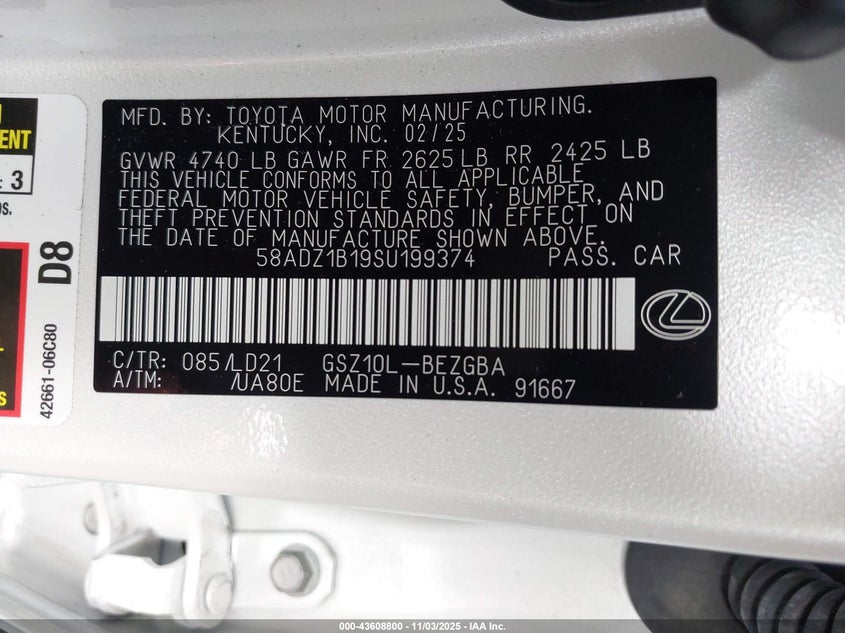 MFD. BY: TOYOTA MOTOR MANUFACTURING.
KENTUCKY, INC. 02/25
GVWR 4740 LB GAWR FR 2625 LB RR 2425 LB
THIS VEHICLE CONFORMS TO ALL APPLICABLE
FEDERAL MOTOR VEHICLE SAFETY, BUMPER, AND
THEFT PREVENTION STANDARDS IN EFFECT ON
THE DATE OF MANUFACTURE SHOWN ABOVE.
58ADZ1B19SU199374 PASS. CAR
C/TR: 085/LD21 GSZ10L-BEZGBA
A/TM: /UA80E MADE IN U.S.A. 91667
3
D8
42661-06C80
000-43608800 - 11/03/2025 - IAA Inc.